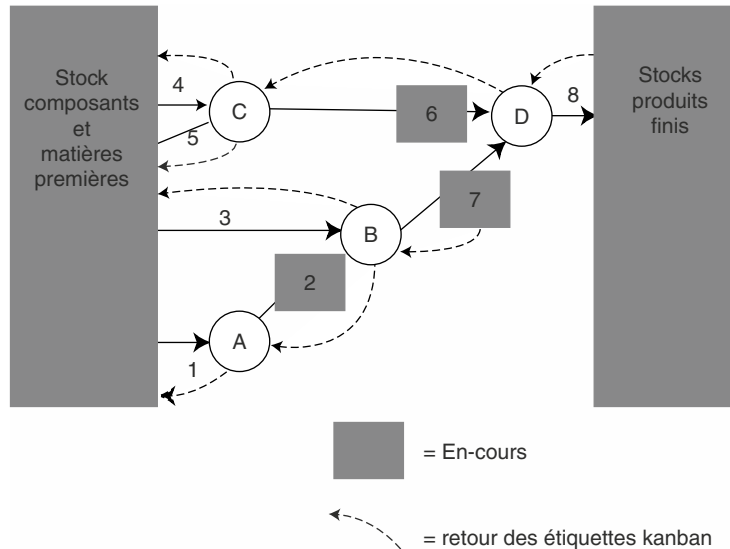 Stock
composants
et
matières
premières
4
5
C
6
D
8
Stocks
produits
finis
3
B
7
2
A
1
= En-cours
= retour des étiquettes kanban